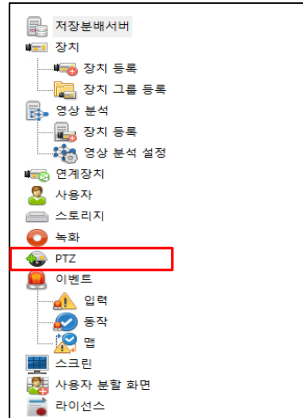 저장분배서버
장치
장치 등록
장치 그룹 등록
영상 분석
장치 등록
영상 분석 설정
연계장치
사용자
스토리지
녹화
PTZ
이벤트
입력
동작
맵
스크린
사용자 분할 화면
라이선스